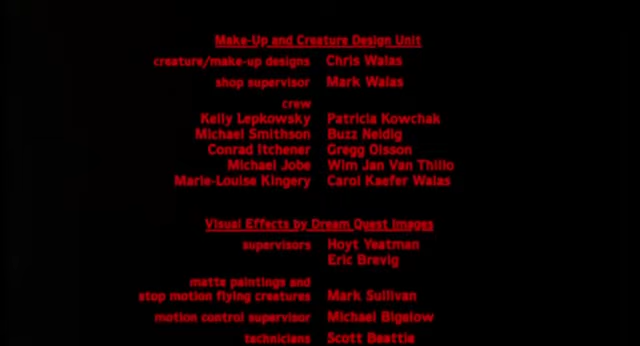 Make-Up and Creature Design Unit
creature/make-up designs Chris Walas
shop supervisor Mark Walas
crew
Kelly Lepkowsky Patricia Kowchak
Michael Smithson Buzz Neidig
Conrad Itchener Gregg Olsson
Michael Jobe Wim Jan Van Thillo
Marie-Louise Kingery Carol Kaefer Walas
Visual Effects by Dream Quest Images
supervisors Hoyt Yeatman
Eric Brevig
matte paintings and
stop motion flying creatures Mark Sullivan
motion control supervisor Michael Bigelow
technicians Scott Beattie